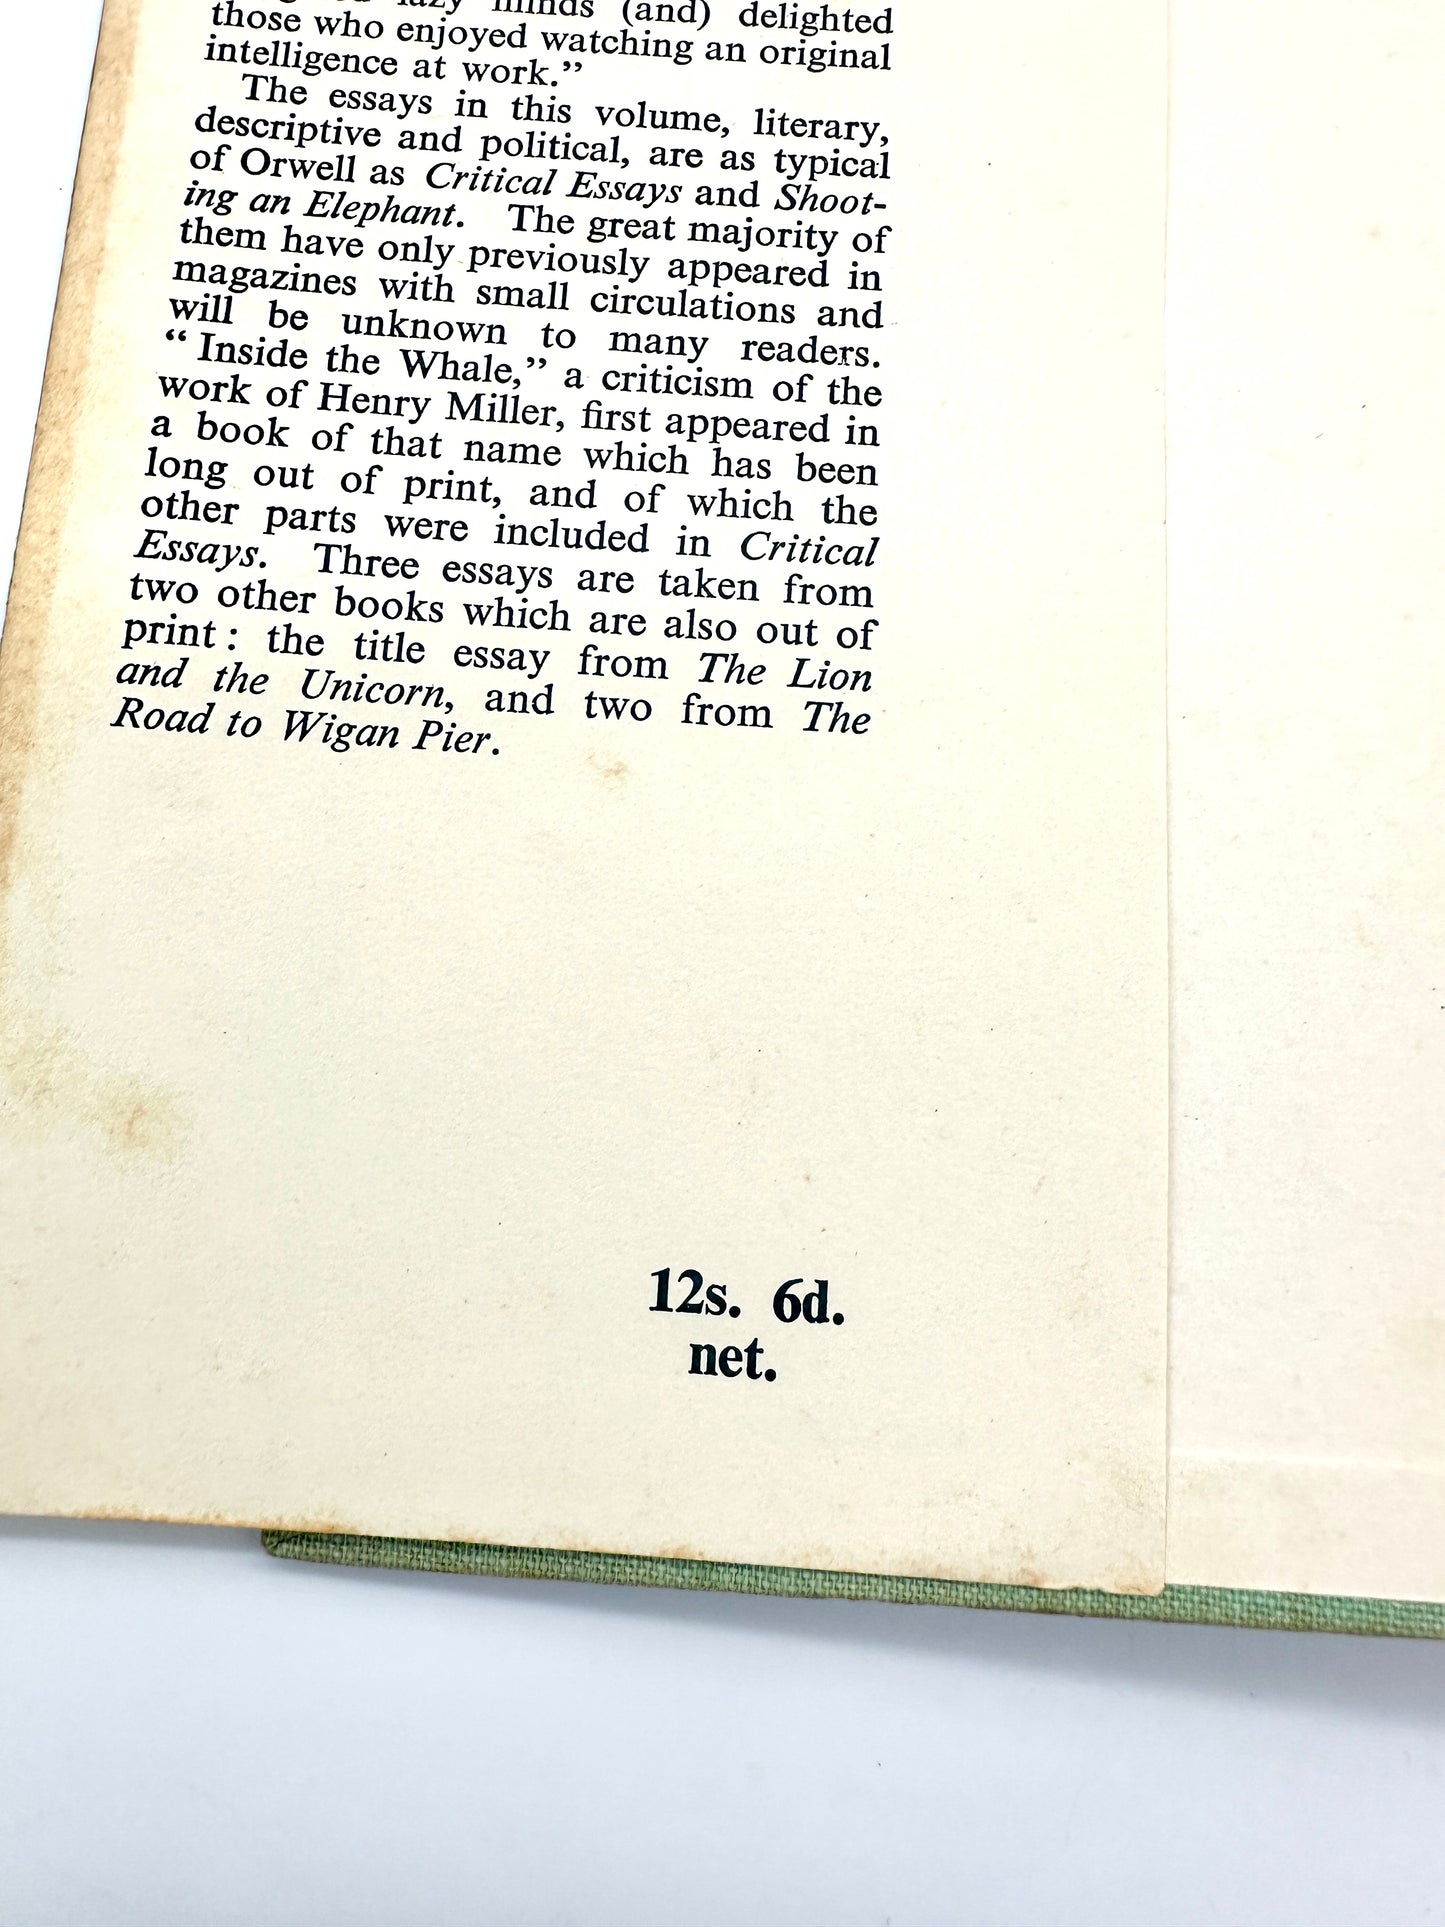 lazy minds (and) delighted
those who enjoyed watching an original
intelligence at work.”
The essays in this volume, literary,
descriptive and political, are as typical
of Orwell as Critical Essays and Shoot-
ing an Elephant. The great majority of
them have only previously appeared in
magazines with small circulations and
will be unknown to many readers.
“Inside the Whale,” a criticism of the
work of Henry Miller, first appeared in
a book of that name which has been
long out of print, and of which the
other parts were included in Critical
Essays. Three essays are taken from
two other books which are also out of
print: the title essay from The Lion
and the Unicorn, and two from The
Road to Wigan Pier.
12s. 6d.
net.